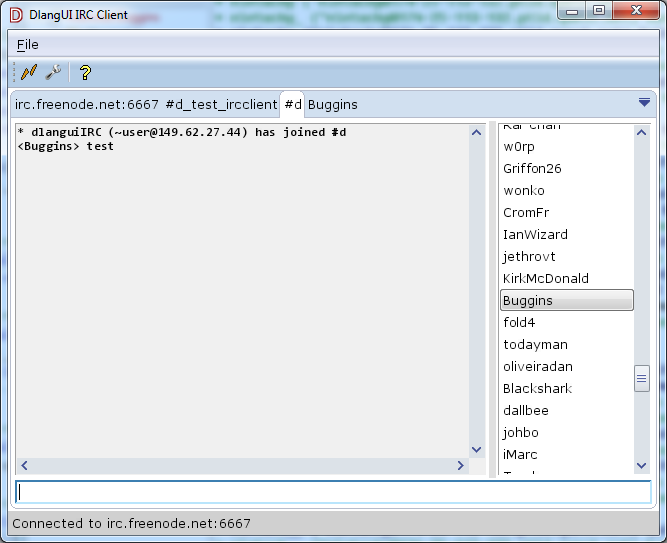 DlangUI IRC Client
File
irc.freenode.net:6667 #d_test_ircclient #d Buggins
* dlanguiIRC (~user@149.62.27.44) has joined #d
<Buggins> test
w0rp
Griffon26
wonko
CromFr
IanWizard
jethrovt
KirkMcDonald
Buggins
fold4
todayman
oliveiradan
Blackshark
dallbee
johbo
iMarc
Connected to irc.freenode.net:6667